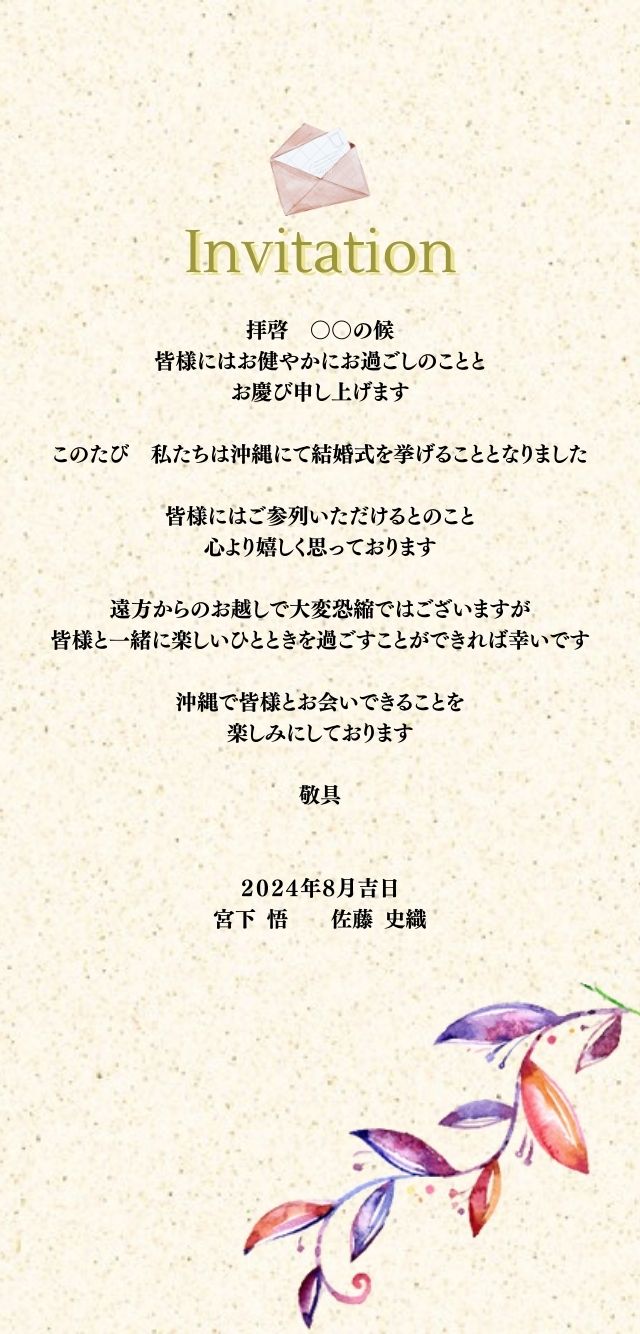 Invitation
拝啓　〇〇の候
皆様にはお健やかにお過ごしのことと
お慶び申し上げます
このたび　私たちは沖縄にて結婚式を挙げることとなりました
皆様にはご参列いただけるとのこと
心より嬉しく思っております
遠方からのお越しで大変恐縮ではございますが
皆様と一緒に楽しいひとときを過ごすことができれば幸いです
沖縄で皆様とお会いできることを
楽しみにしております
敬具
2024年8月吉日
宮下 悟　　佐藤 史織